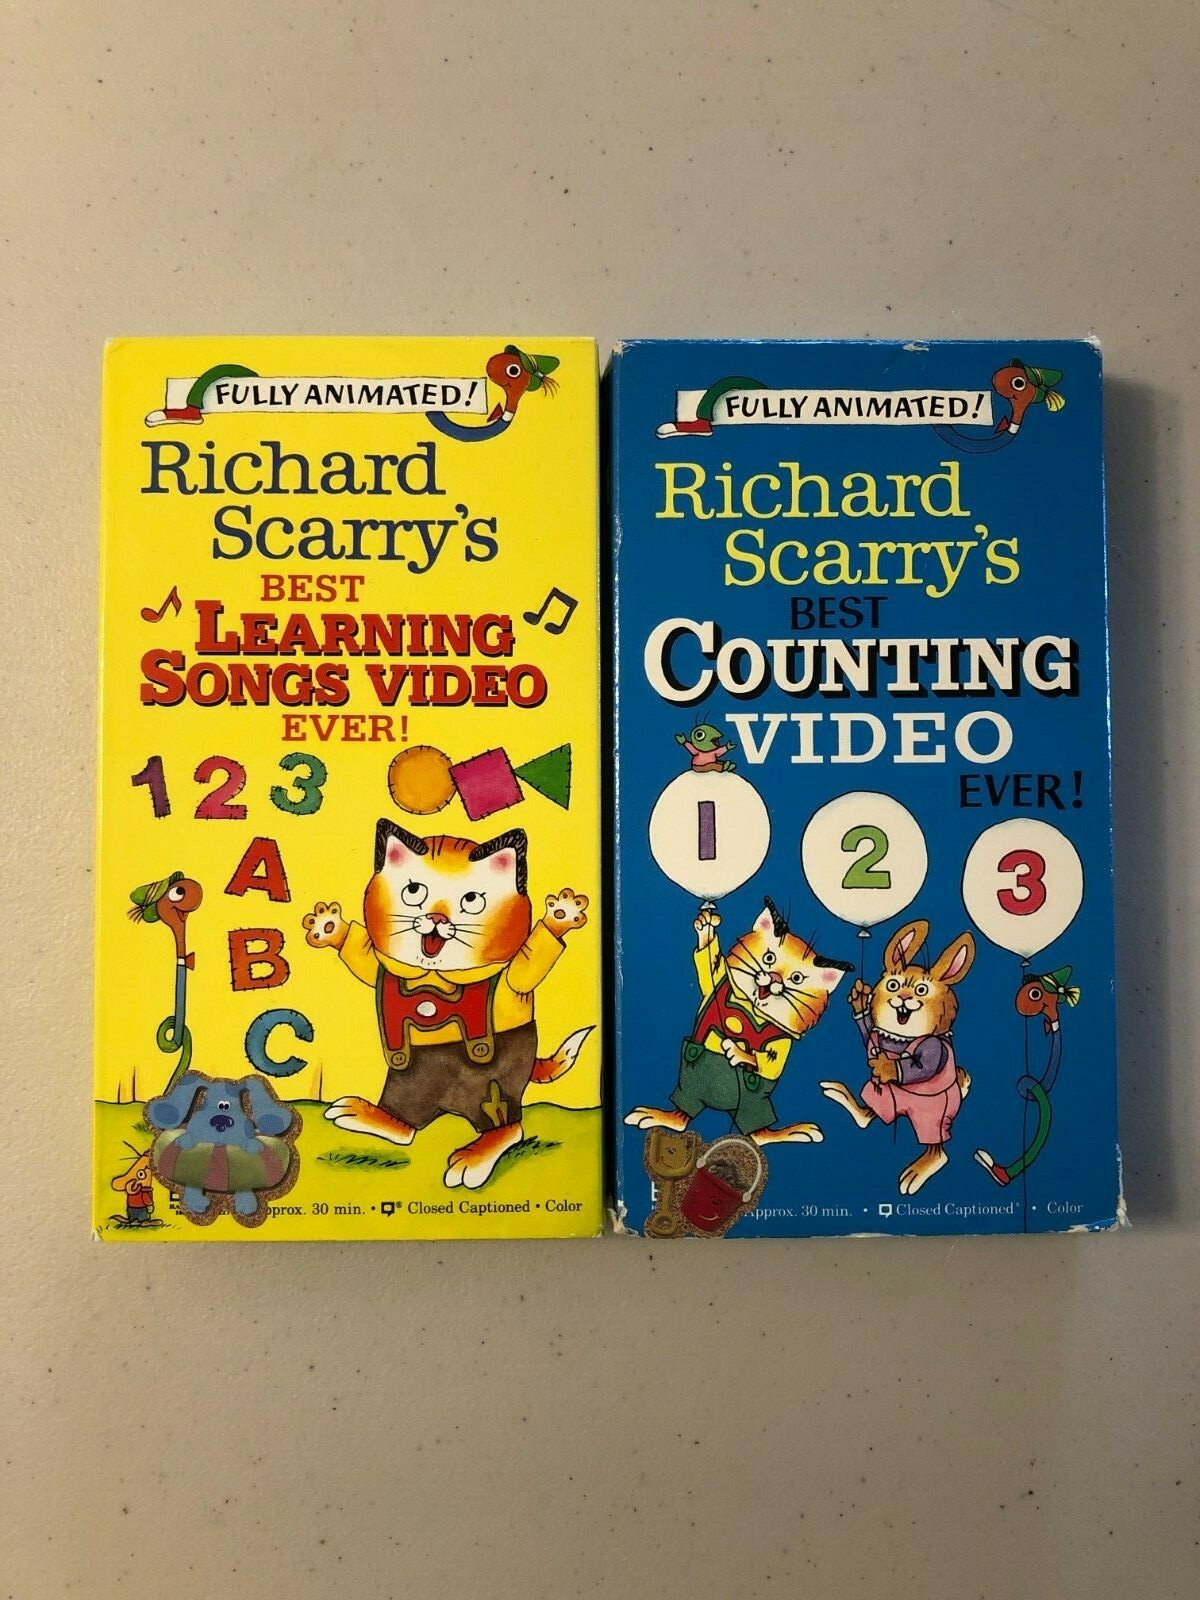 FULLY ANIMATED!
Richard
Scarry's
BEST
LEARNING
SONGS VIDEO
EVER!
1 2 3
A
B
C
approx. 30 min. • ® Closed Captioned • Color
FULLY ANIMATED!
Richard
Scarry's
BEST
COUNTING
VIDEO
EVER!
1
2
3
Approx. 30 min. • Closed Captioned • Color